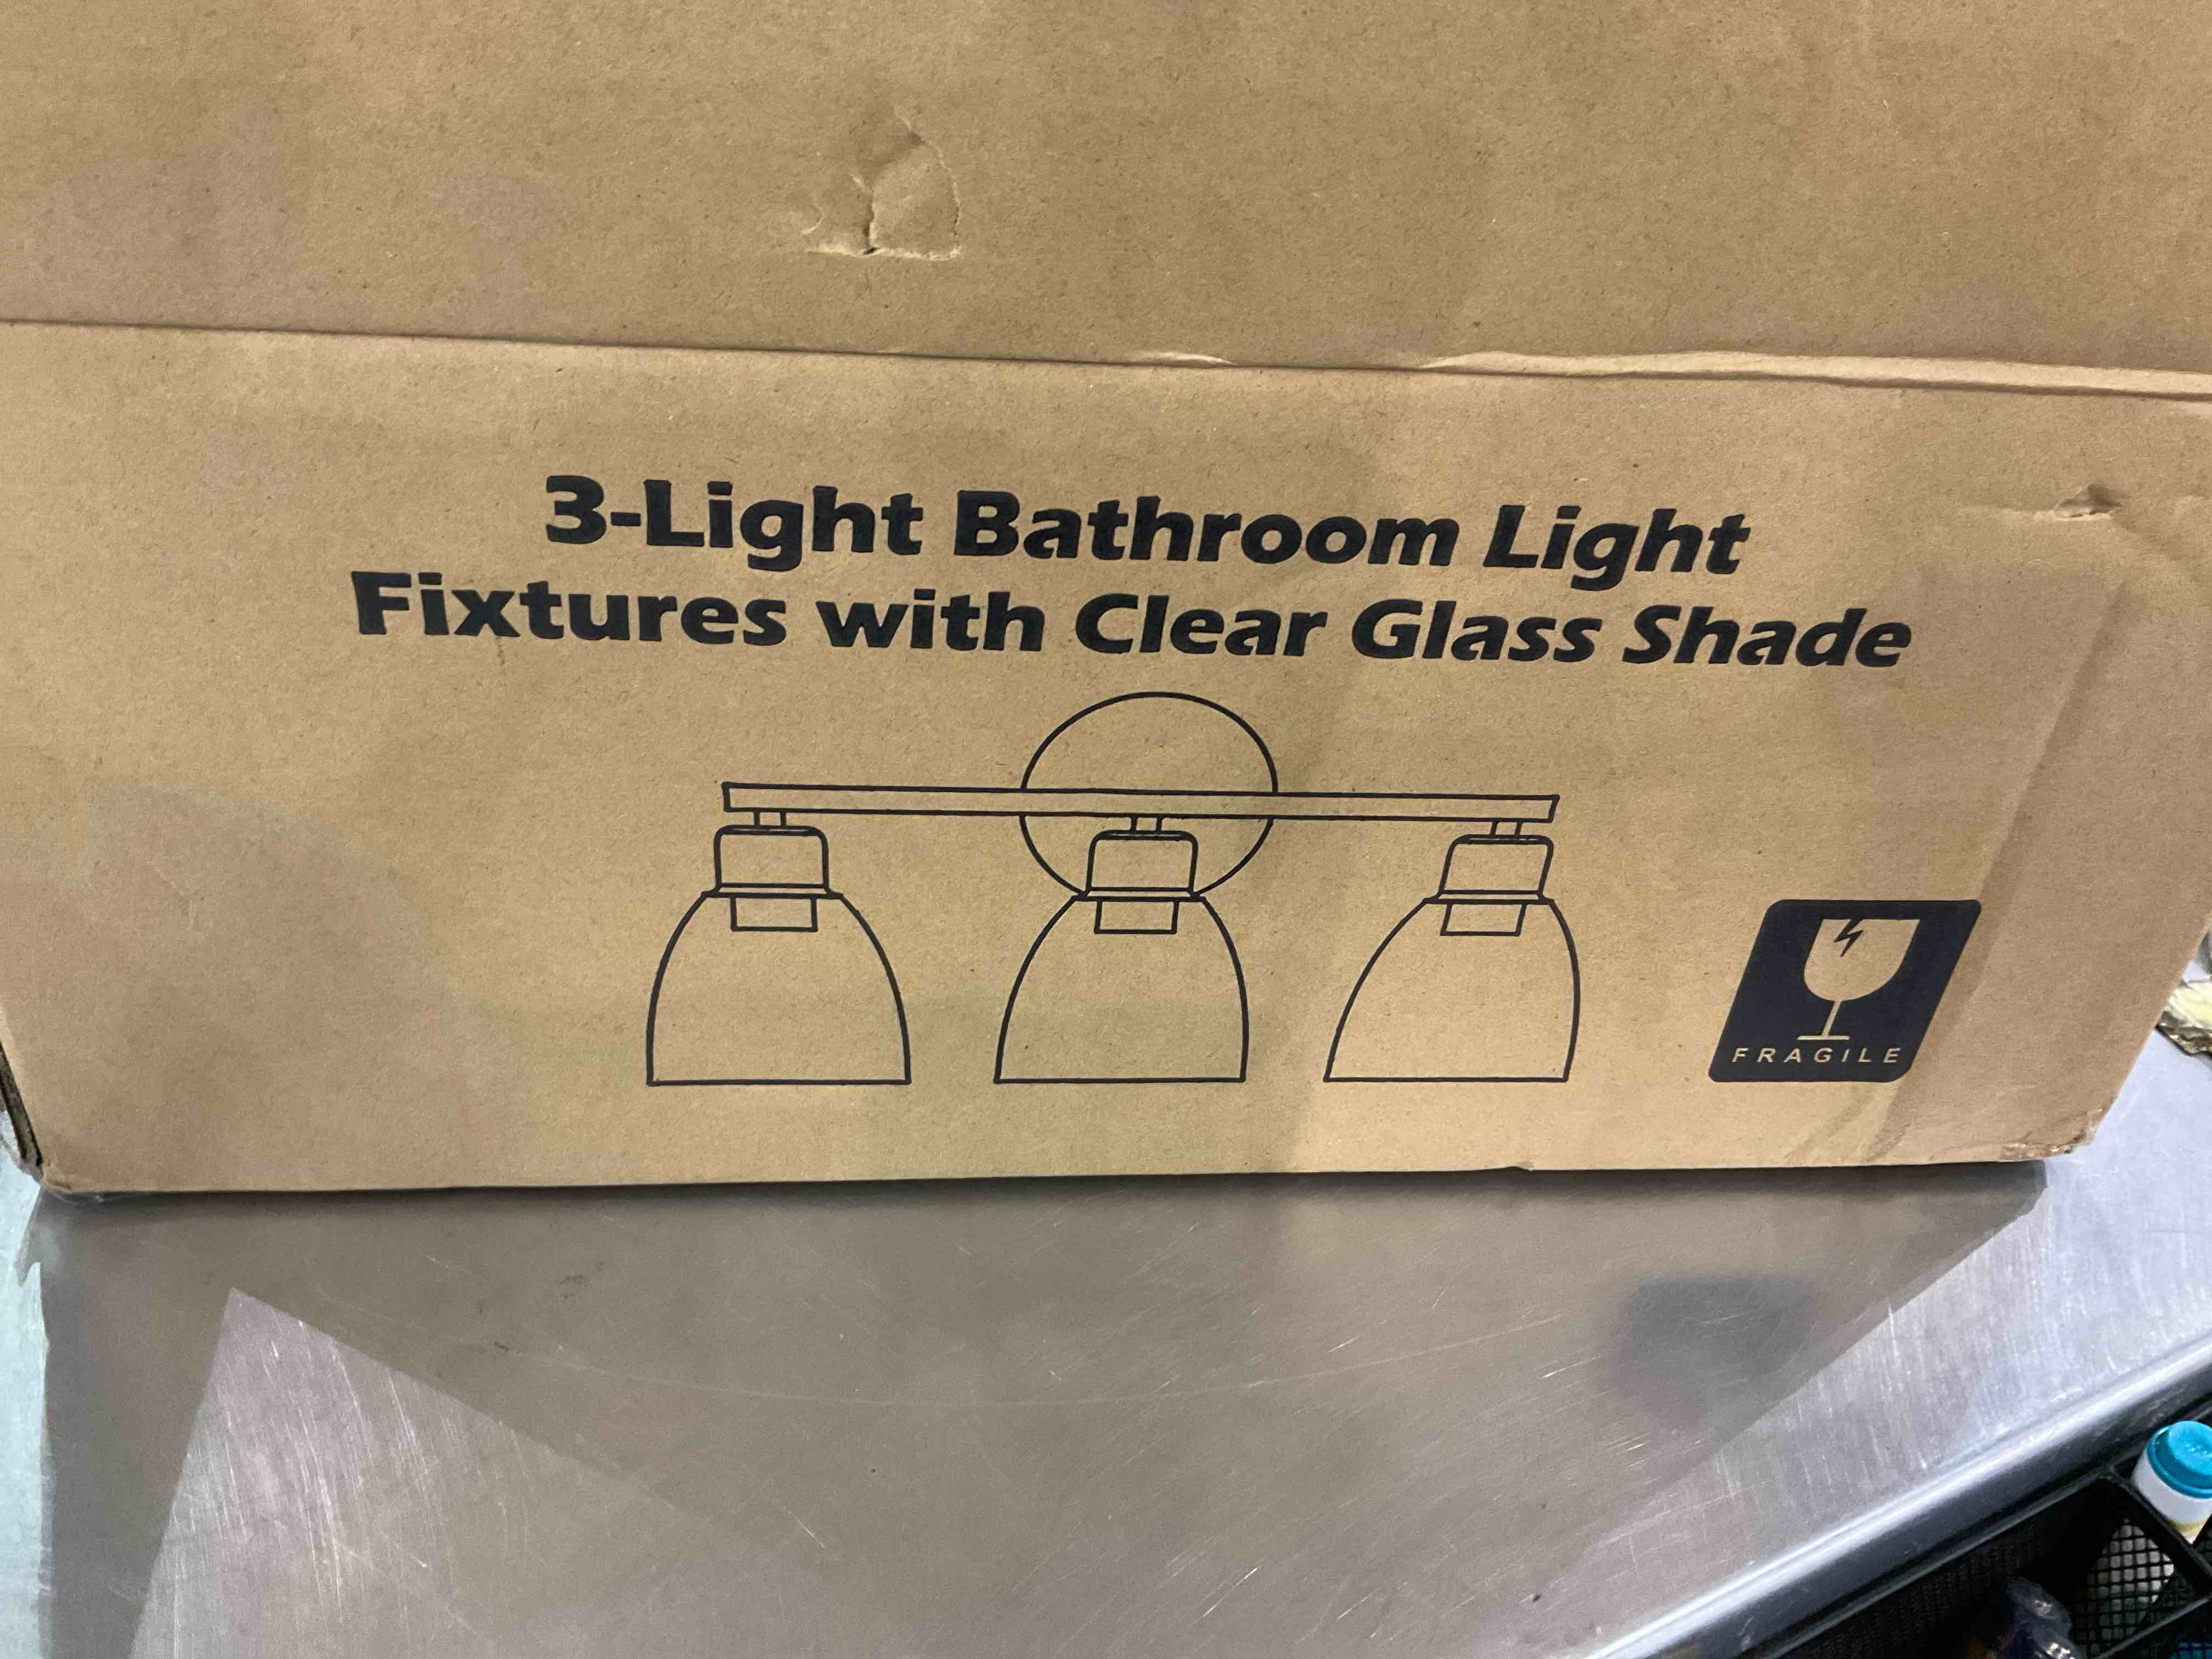 3-Light Bathroom Light
Fixtures with Clear Glass Shade
FRAGILE